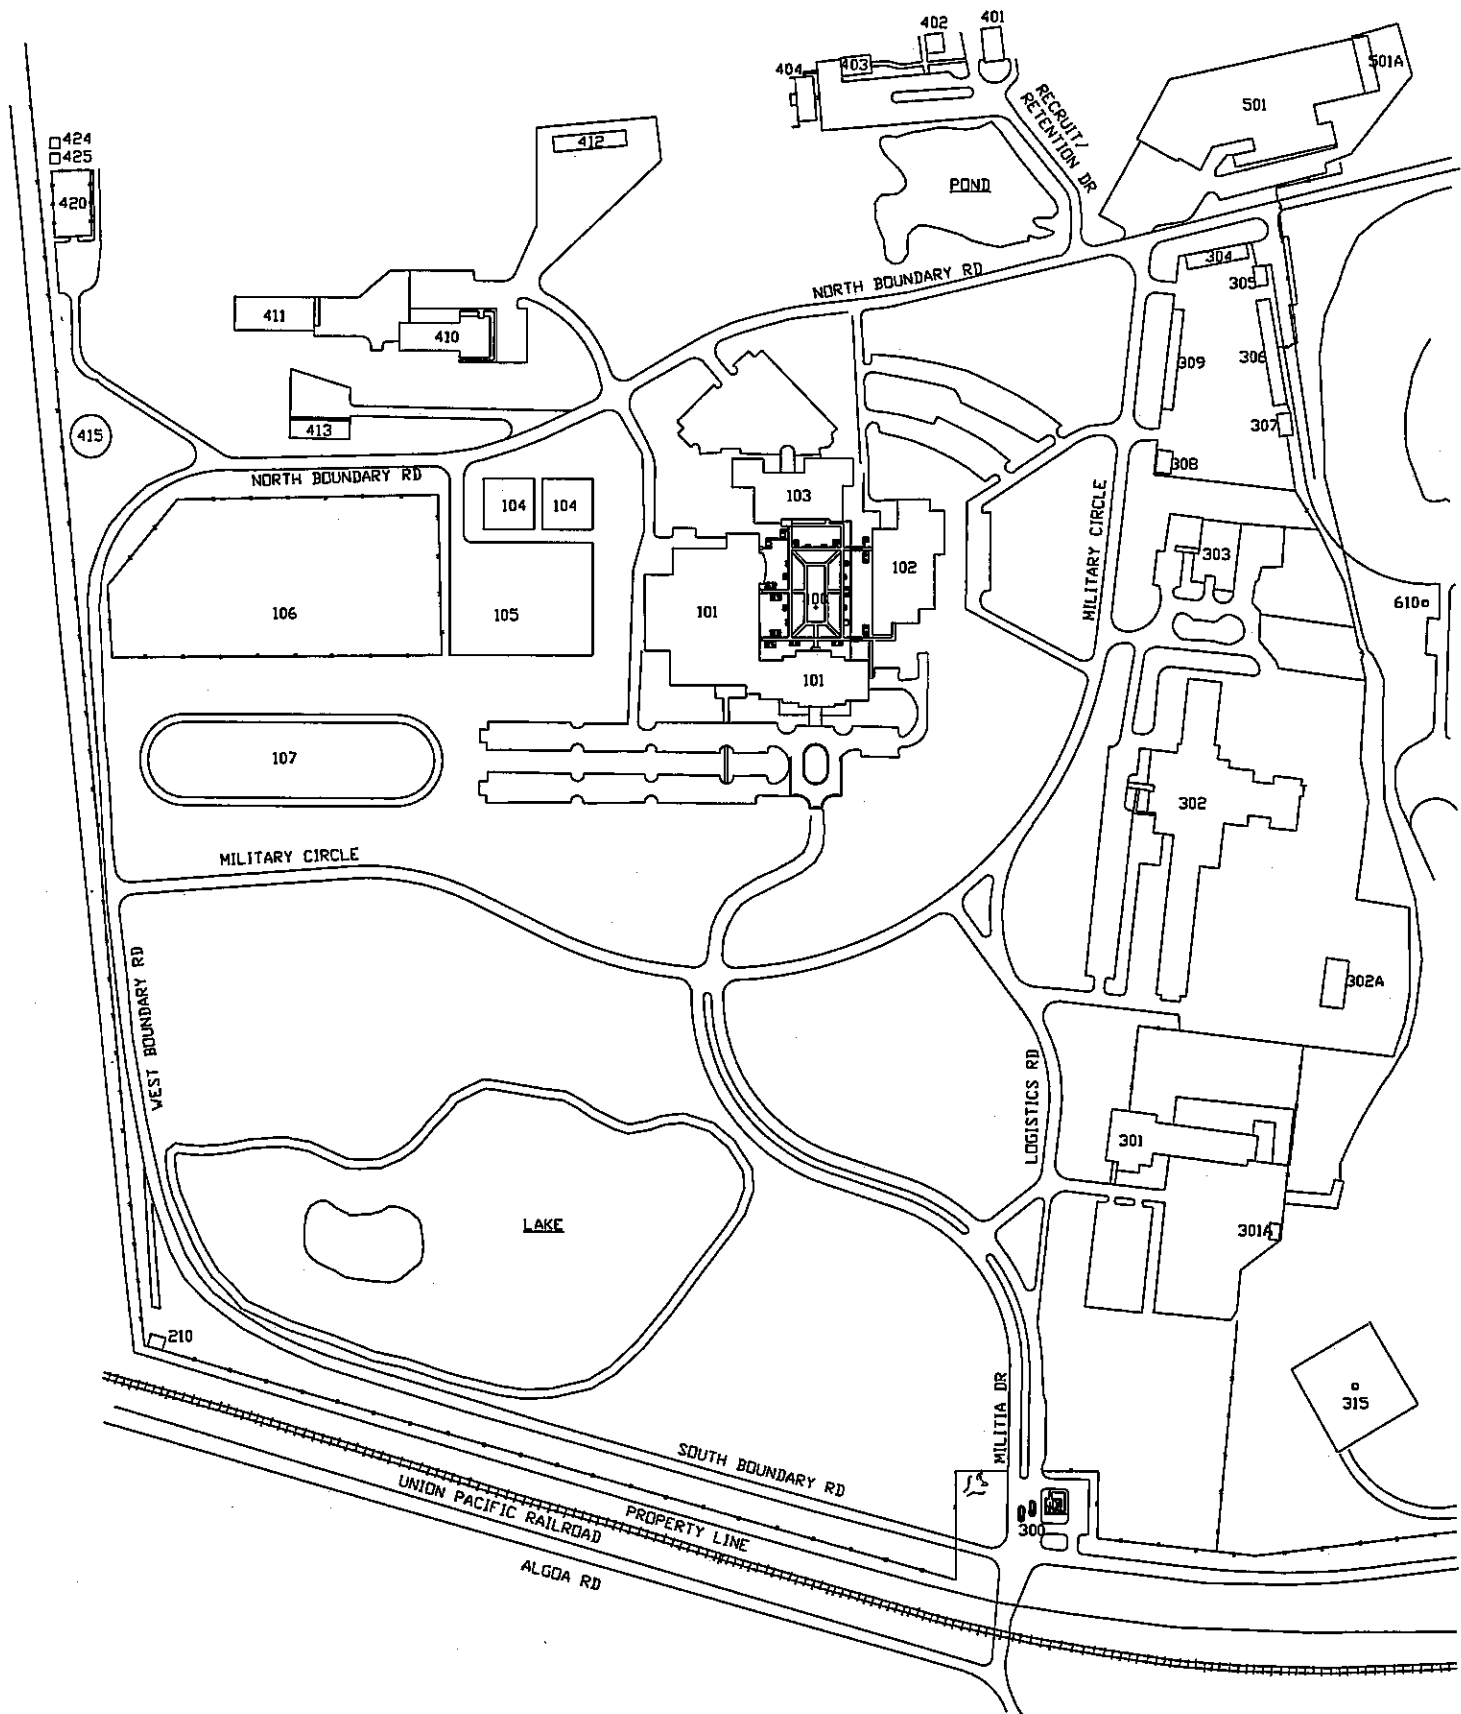 402
401
404
403
501A
RECRUIT/
RETENTION DR
501
424
425
412
POND
420
304
NORTH BOUNDARY RD
305
411
410
309
306
413
307
415
308
NORTH BOUNDARY RD
103
104
104
MILITARY CIRCLE
303
102
100
610
106
105
101
101
107
302
MILITARY CIRCLE
WEST BOUNDARY RD
302A
LOGISTICS RD
301
LAKE
301A
210
315
MILITIA DR
SOUTH BOUNDARY RD
UNION PACIFIC RAILROAD
PROPERTY LINE
300
ALGOA RD